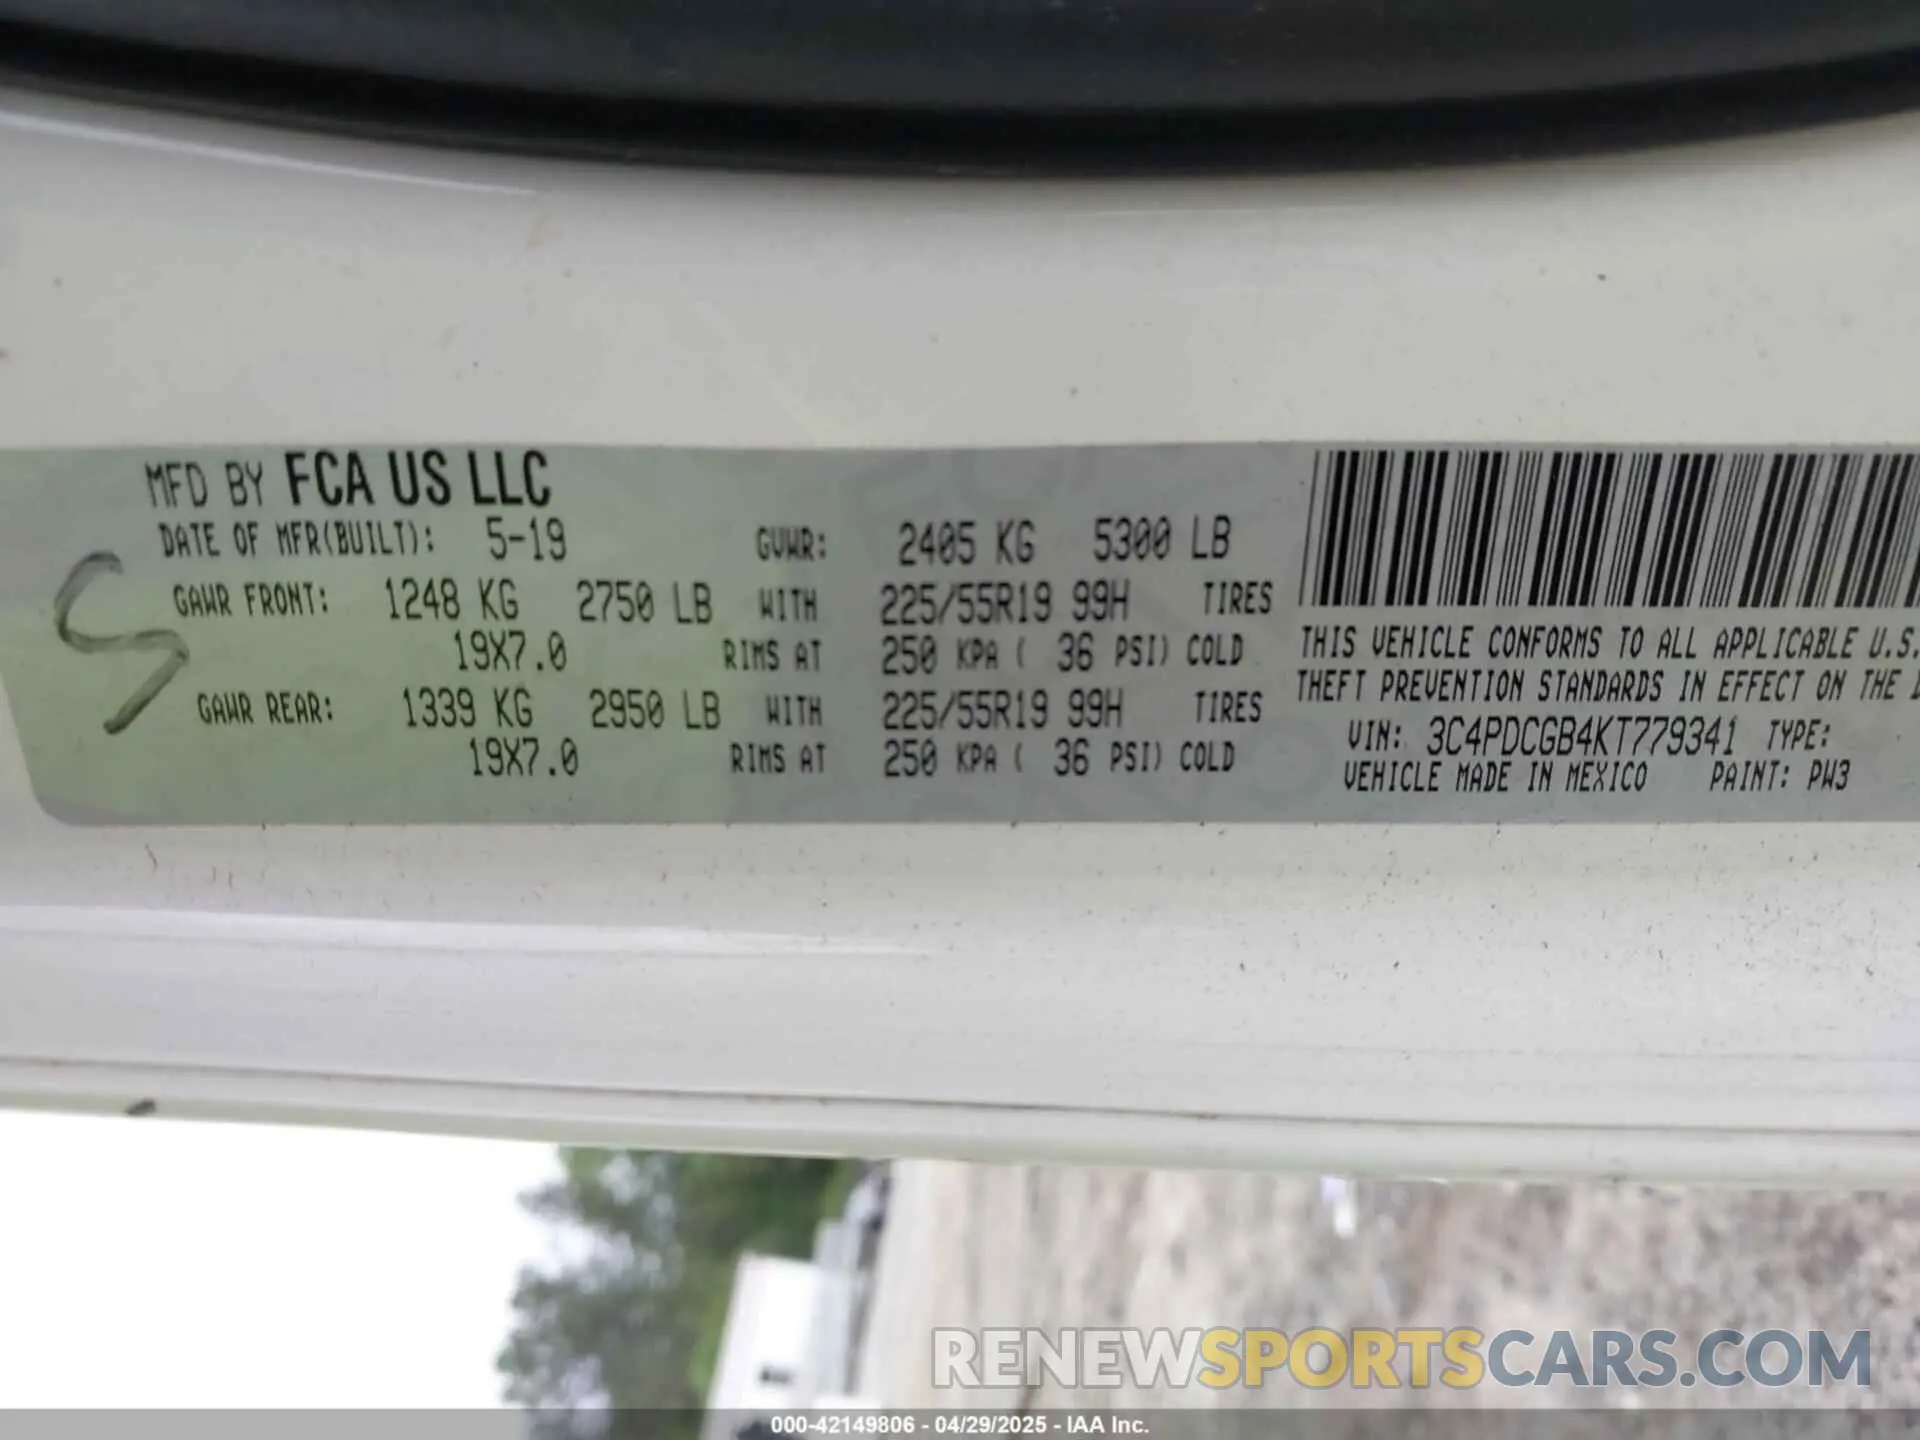 MFD BY FCA US LLC
DATE OF MFR(BUILT): 5-19 GVWR: 2405 KG 5300 LB
GAWR FRONT: 1248 KG 2750 LB WITH 225/55R19 99H TIRES
19X7.0 RIMS AT 250 KPA ( 36 PSI) COLD
GAWR REAR: 1339 KG 2950 LB WITH 225/55R19 99H TIRES
19X7.0 RIMS AT 250 KPA ( 36 PSI) COLD
THIS VEHICLE CONFORMS TO ALL APPLICABLE U.S.
THEFT PREVENTION STANDARDS IN EFFECT ON THE
VIN: 3C4PDCGB4KT779341 TYPE:
VEHICLE MADE IN MEXICO PAINT: PW3
RENEWSPORTSCARS.COM
000-42149806 - 04/29/2025 - IAA Inc.